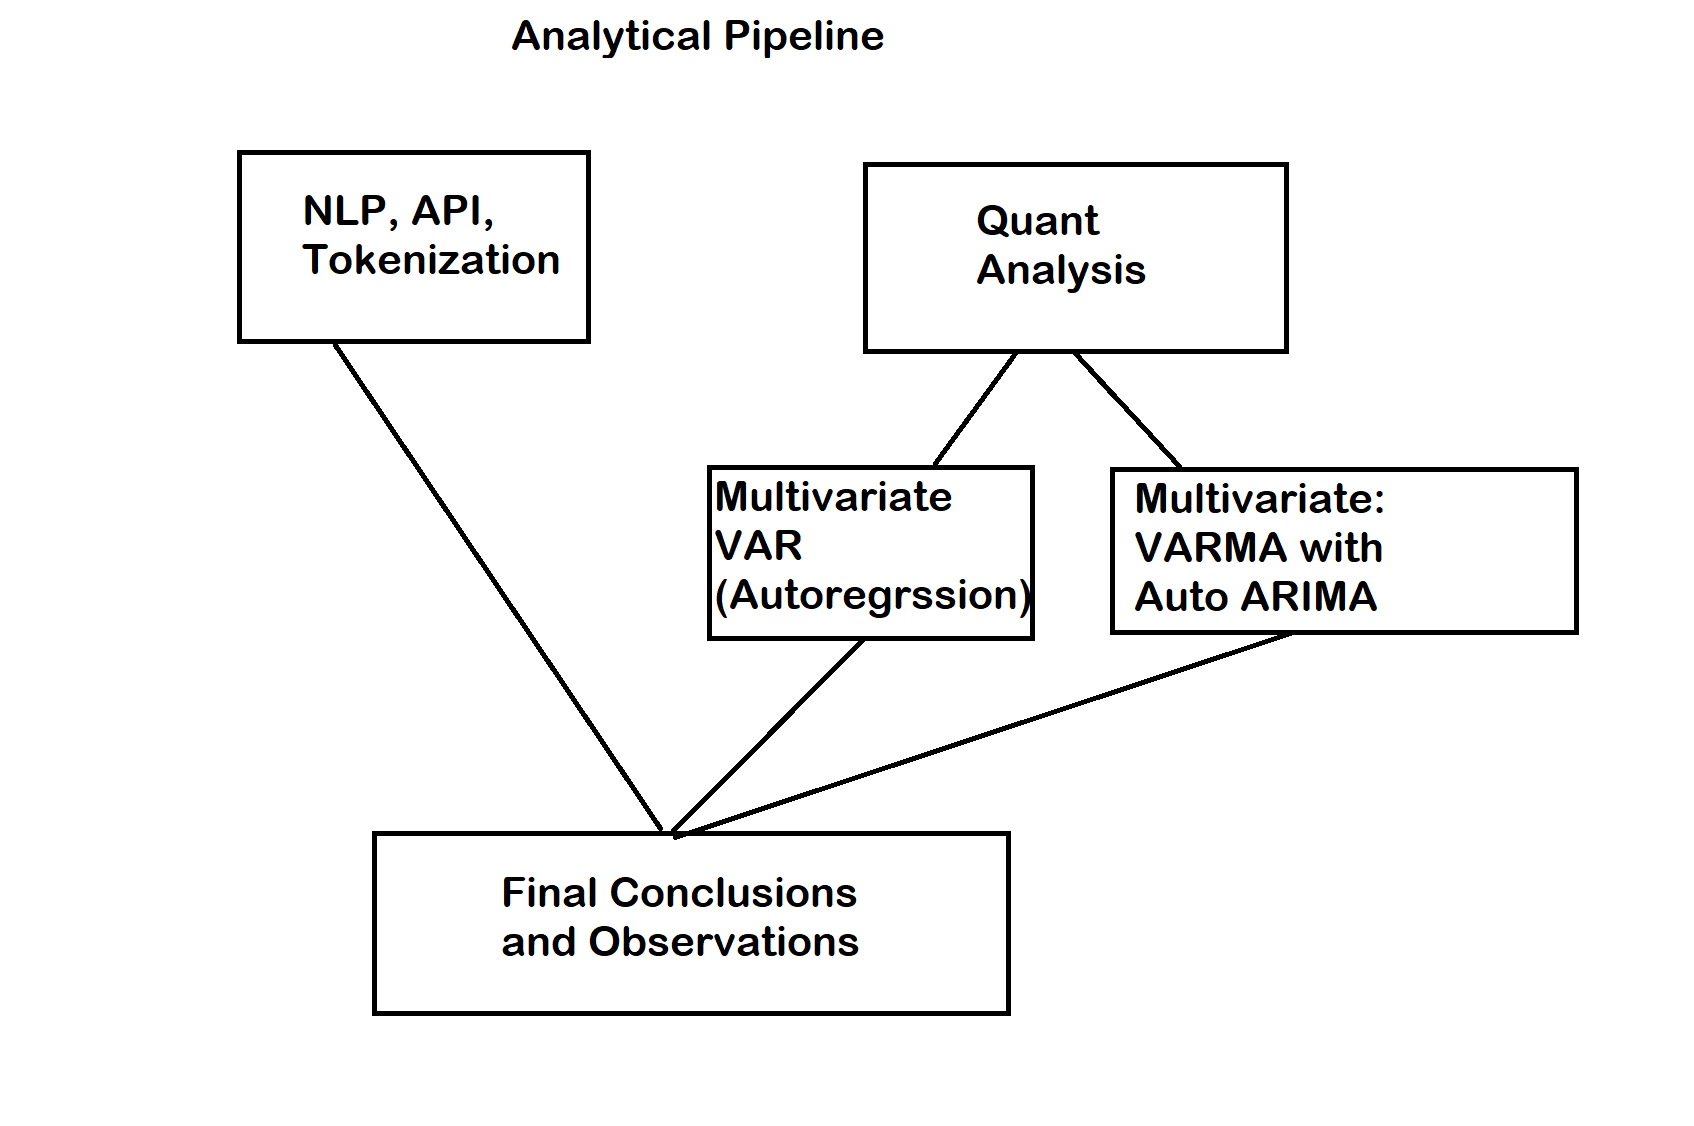 Analytical Pipeline
NLP, API,
Tokenization
Quant
Analysis
Multivariate
VAR
(Autoregrssion)
Multivariate:
VARMA with
Auto ARIMA
Final Conclusions
and Observations